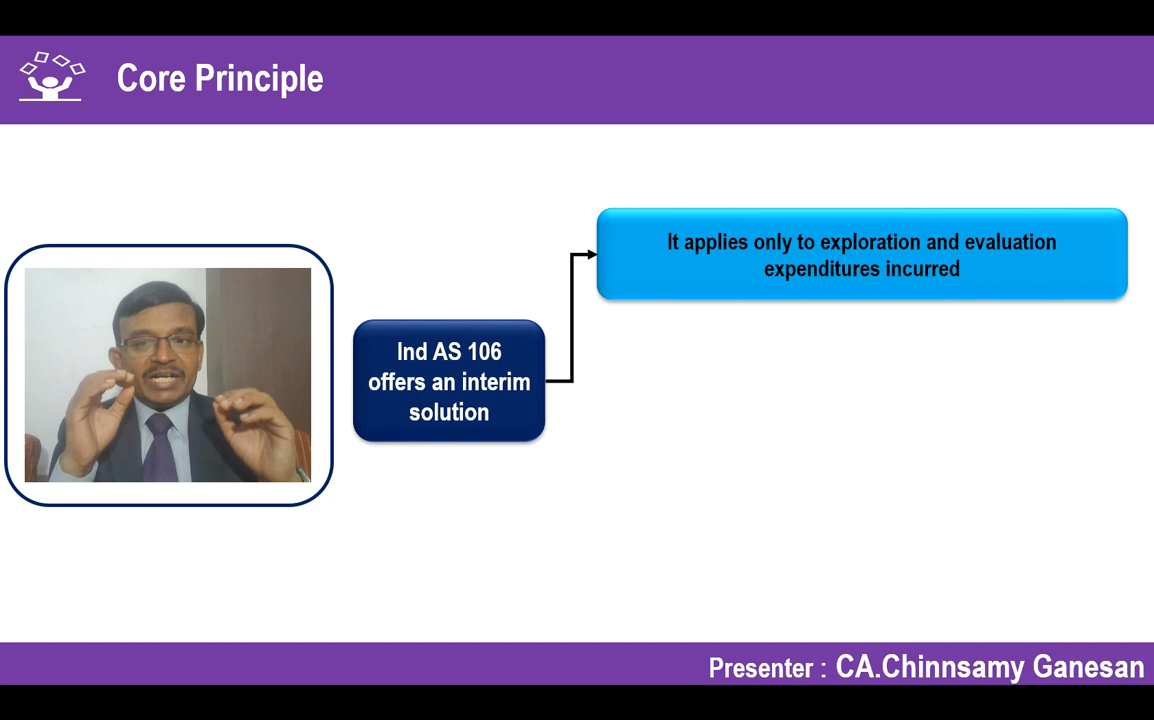 Core Principle
It applies only to exploration and evaluation
expenditures incurred
Ind AS 106
offers an interim
solution
Presenter : CA.Chinnsamy Ganesan